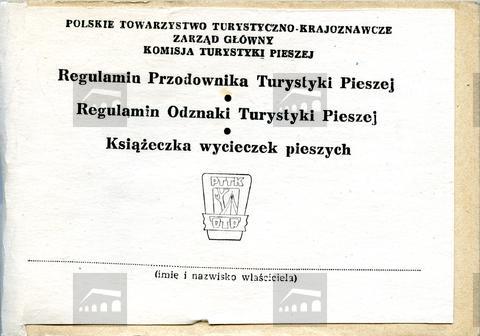 POLSKIE TOWARZYSTWO TURYSTYCZNO-KRAJOZNAWCZE
ZARZĄD GŁÓWNY
KOMISJA TURYSTYKI PIESZEJ
Regulamin Przodownika Turystyki Pieszej
•
Regulamin Odznaki Turystyki Pieszej
•
Książeczka wycieczek pieszych
PTTK
OTP
(imię i nazwisko właściciela)